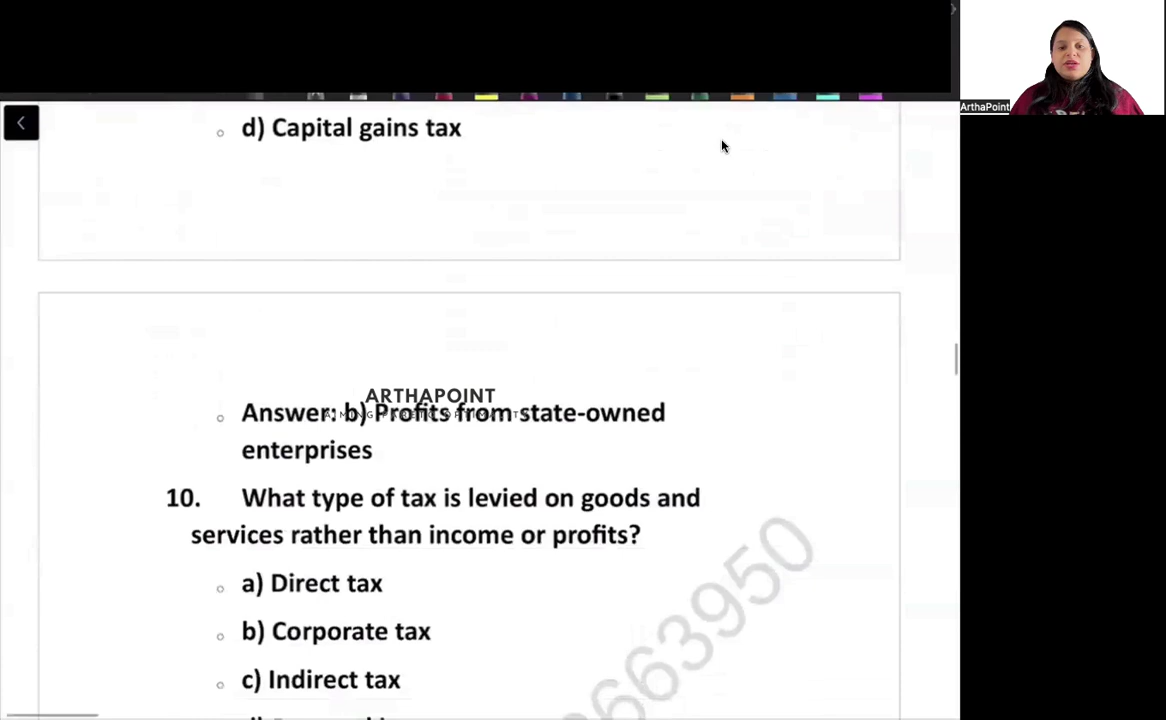 ArthaPoint
d) Capital gains tax
ARTHAPOINT
Answer: b) Profits from state-owned
enterprises
10. What type of tax is levied on goods and
services rather than income or profits?
a) Direct tax
b) Corporate tax
c) Indirect tax
663950